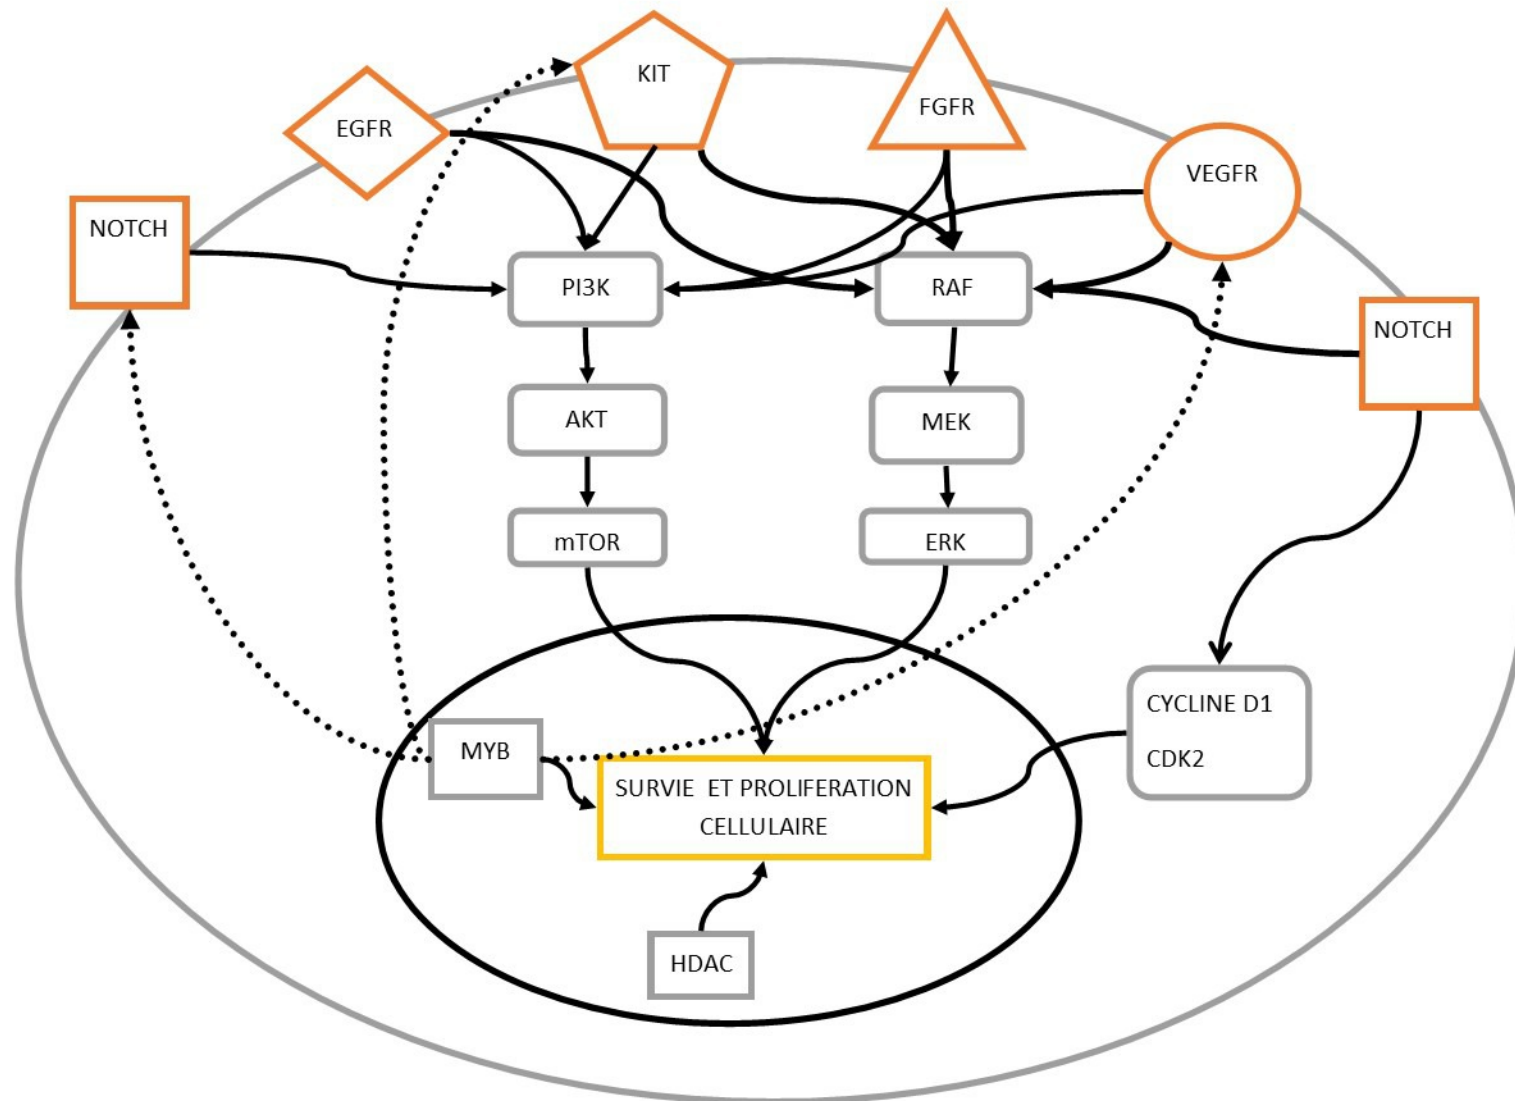 KIT
FGFR
EGFR
VEGFR
NOTCH
PI3K
RAF
NOTCH
AKT
MEK
mTOR
ERK
CYCLINE D1
CDK2
MYB
SURVIE ET PROLIFERATION
CELLULAIRE
HDAC